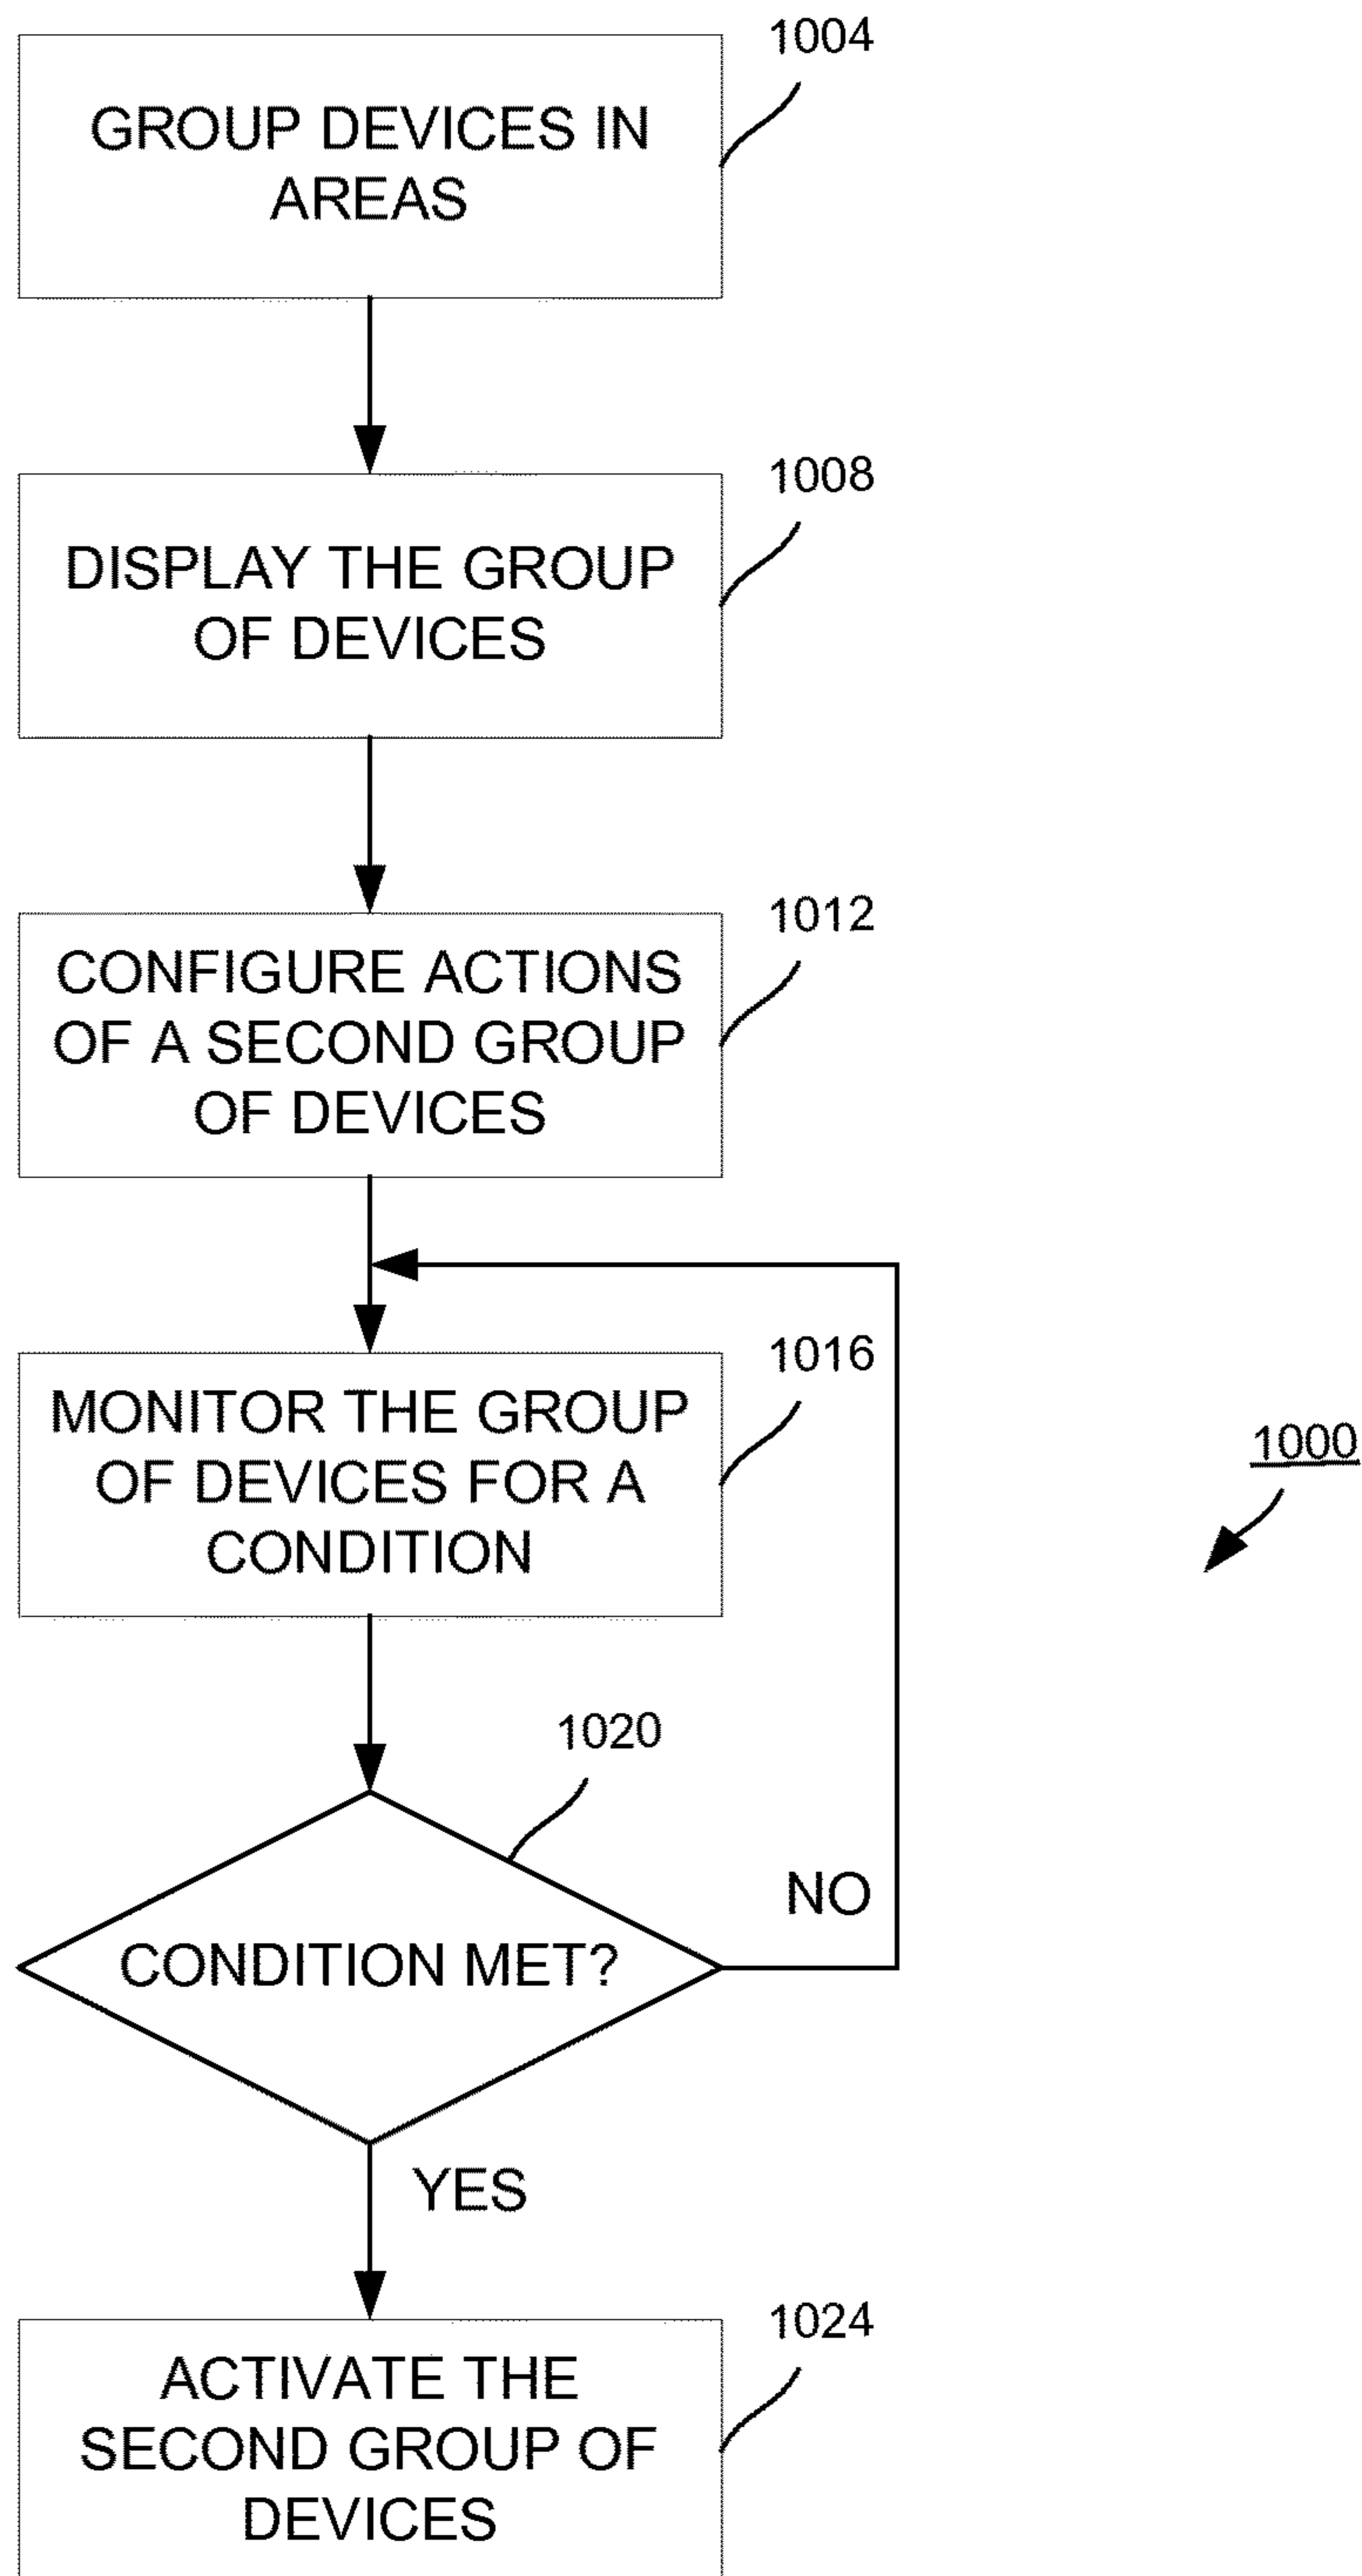 1004
GROUP DEVICES IN
AREAS
1008
DISPLAY THE GROUP
OF DEVICES
1012
CONFIGURE ACTIONS
OF A SECOND GROUP
OF DEVICES
1016
MONITOR THE GROUP
OF DEVICES FOR A
CONDITION
1000
1020
NO
CONDITION MET?
YES
1024
ACTIVATE THE
SECOND GROUP OF
DEVICES